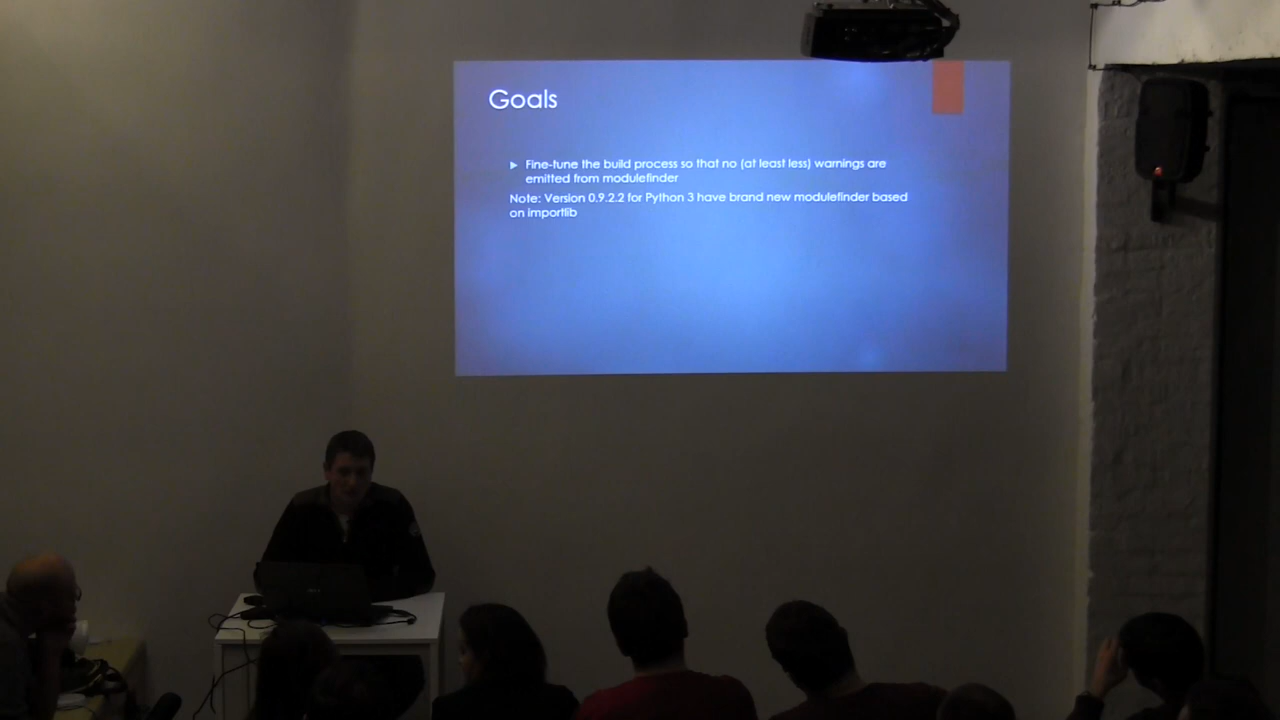 Goals
▶ Fine-tune the build process so that no (at least less) warnings are
emitted from modulefinder
Note: Version 0.9.2.2 for Python 3 have brand new modulefinder based
on importlib